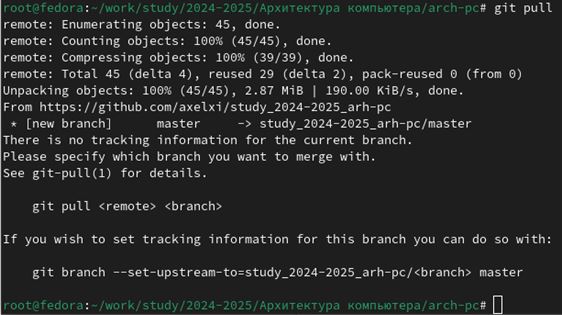 root@fedora:~/work/study/2024-2025/Архитектура компьютера/arch-pc# git pull
remote: Enumerating objects: 45, done.
remote: Counting objects: 100% (45/45), done.
remote: Compressing objects: 100% (39/39), done.
remote: Total 45 (delta 4), reused 29 (delta 2), pack-reused 0 (from 0)
Unpacking objects: 100% (45/45), 2.87 MiB | 190.00 KiB/s, done.
From https://github.com/axelxi/study_2024-2025_arh-pc
 * [new branch]      master     -> study_2024-2025_arh-pc/master
There is no tracking information for the current branch.
Please specify which branch you want to merge with.
See git-pull(1) for details.

    git pull <remote> <branch>

If you wish to set tracking information for this branch you can do so with:

    git branch --set-upstream-to=study_2024-2025_arh-pc/<branch> master

root@fedora:~/work/study/2024-2025/Архитектура компьютера/arch-pc#